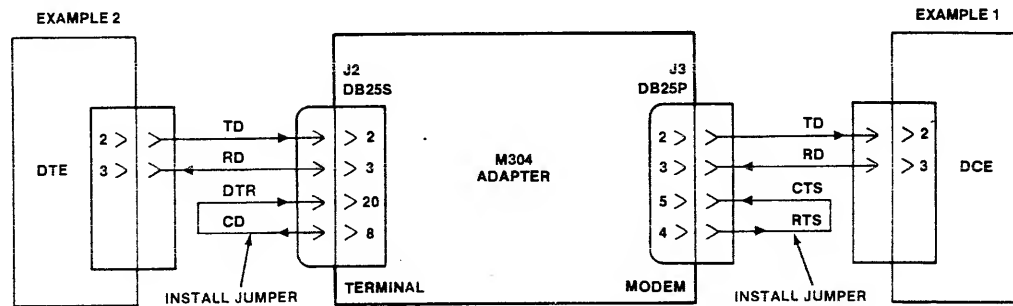 EXAMPLE 2
EXAMPLE 1
J2
DB25S
J3
DB25P
DTE
2
3
TD
RD
DTR
CD
2
3
20
8
M304
ADAPTER
2
3
5
4
TD
RD
CTS
RTS
2
3
DCE
TERMINAL
MODEM
INSTALL JUMPER
INSTALL JUMPER